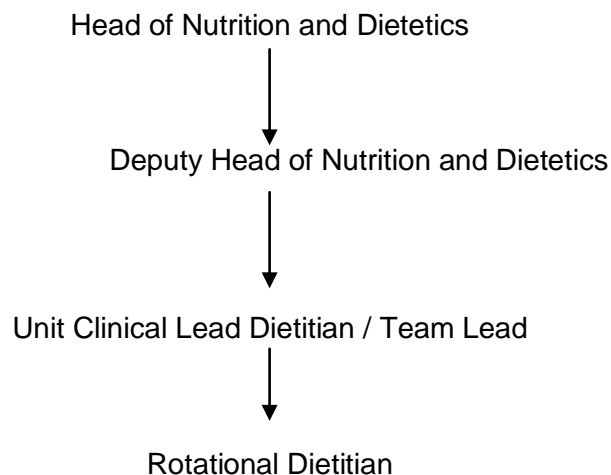 Head of Nutrition and Dietetics
Deputy Head of Nutrition and Dietetics
Unit Clinical Lead Dietitian / Team Lead
Rotational Dietitian